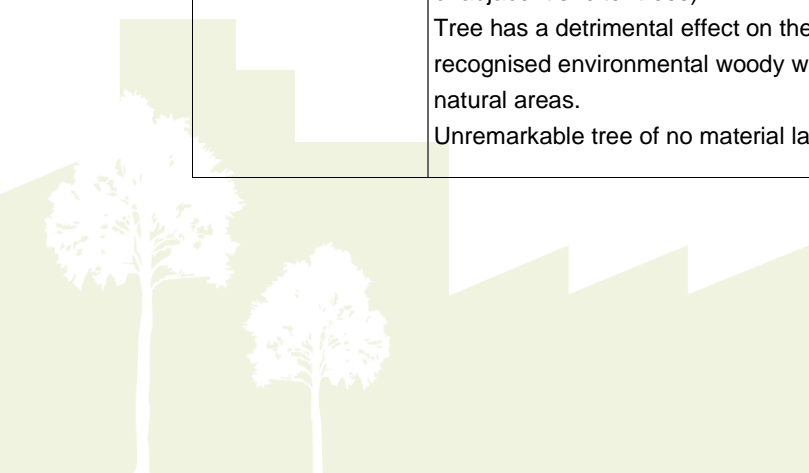 Tree has a detrimental effect on the
recognised environmental woody w
natural areas.
Unremarkable tree of no material la